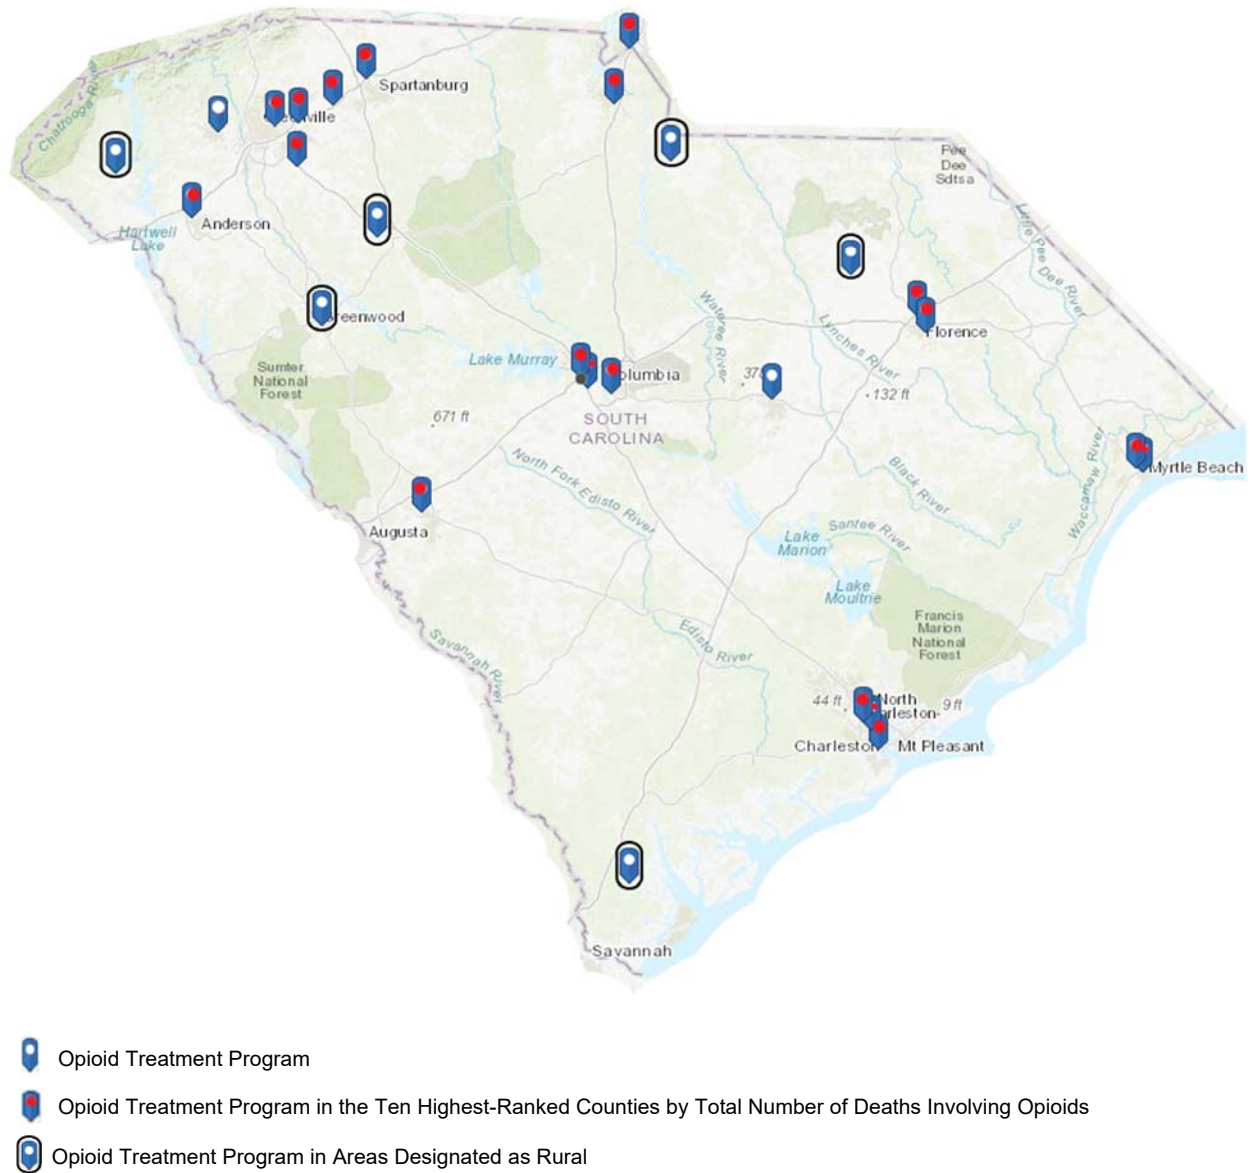 Spartanburg
Chatrooga River
Pee
Dee
Sdtsa
Anderson
Hartwell
Lake
Little Pee Dee River
Wateree River
Lynches River
Florence
Lake Murray
132 ft
SOUTH
CAROLINA
Sumter
National
Forest
671 ft
North Fork Edisto River
Black River
Waccamaw River
Myrtle Beach
Augusta
Santee River
Lake
Marion
Lake
Moultrie
Francis
Marion
National
Forest
Edisto River
Savannah River
44 ft
North
9 ft
Charleston
Mt Pleasant
Savannah
Opioid Treatment Program
Opioid Treatment Program in the Ten Highest-Ranked Counties by Total Number of Deaths Involving Opioids
Opioid Treatment Program in Areas Designated as Rural